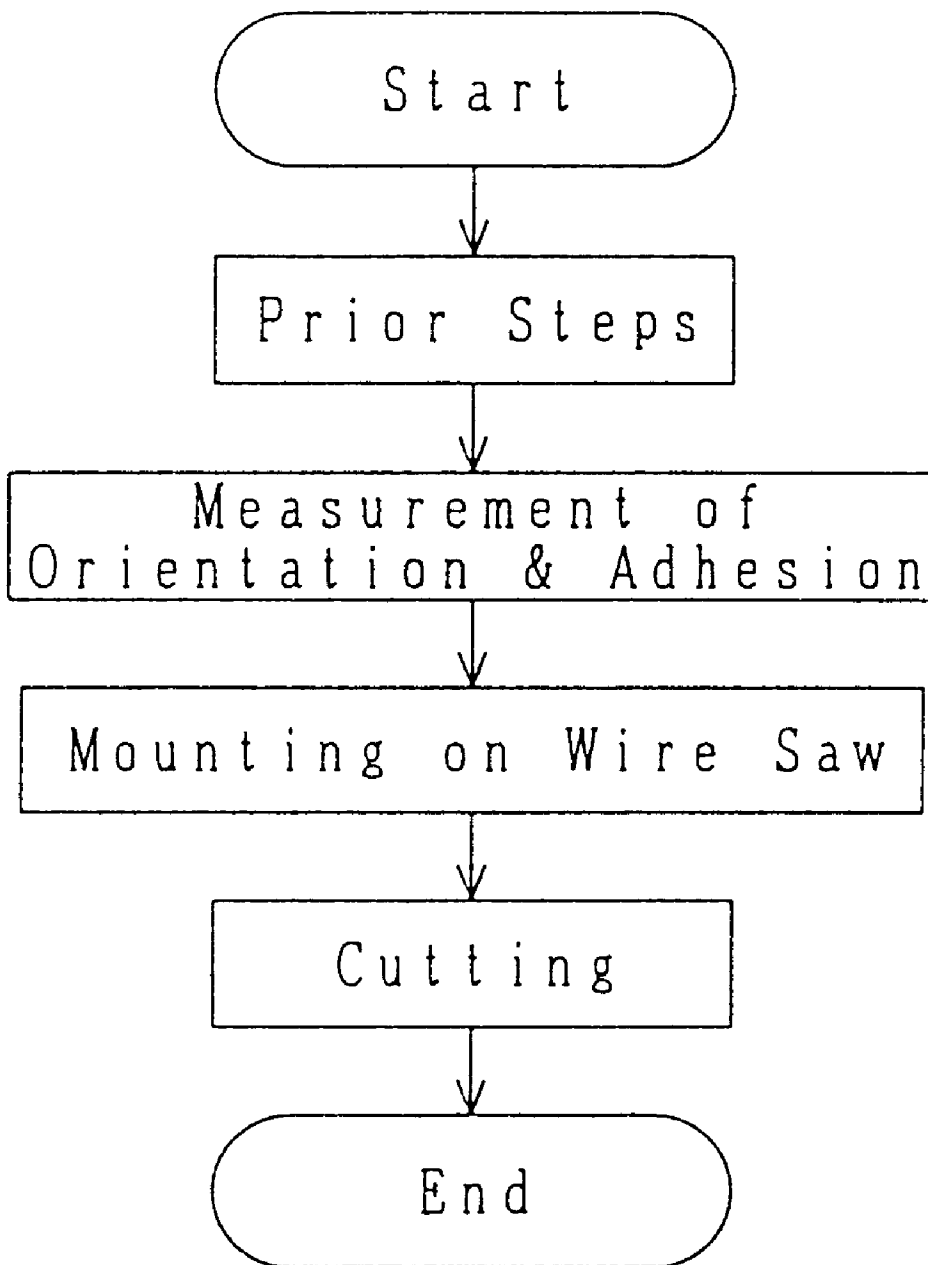 Start
Prior Steps
Measurement of
Orientation & Adhesion
Mounting on Wire Saw
Cutting
End